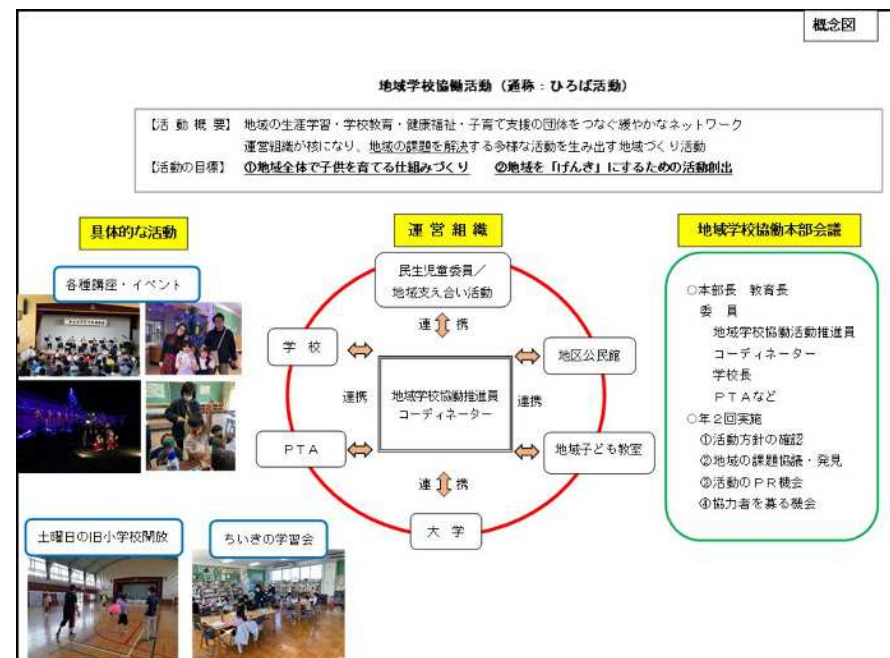 概念図
地域学校協働活動（通称：ひろば活動）
【活動概要】 地域の生涯学習・学校教育・健康福祉・子育て支援の団体をつなぐ緩やかなネットワーク
運営組織が核になり、地域の課題を解決する多様な活動を生み出す地域づくり活動
【活動の目標】 ①地域全体で子供を育てる仕組みづくり ②地域を「げんき」にするための活動創出
具体的な活動
各種講座・イベント
土曜日の旧小学校開放
ちいきの学習会
運営組織
民生児童委員／
地域支え合い活動
連携
学校
地区公民館
連携
地域学校協働推進員
コーディネーター
連携
PTA
地域子ども教室
連携
大学
地域学校協働本部会議
○本部長 教育長
委員
地域学校協働活動推進員
コーディネーター
学校長
PTAなど
○年2回実施
①活動方針の確認
②地域の課題協議・発見
③活動のPR機会
④協力者を募る機会